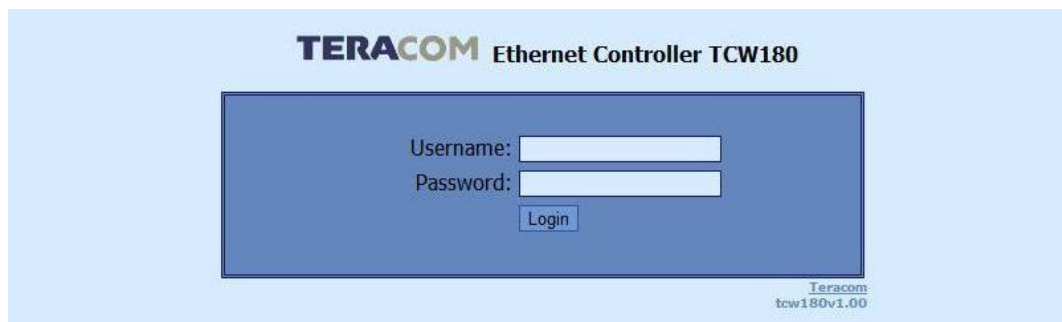 TERACOM Ethernet Controller TCW180
Username:
Password:
Login
Teracom
tcw180v1.00